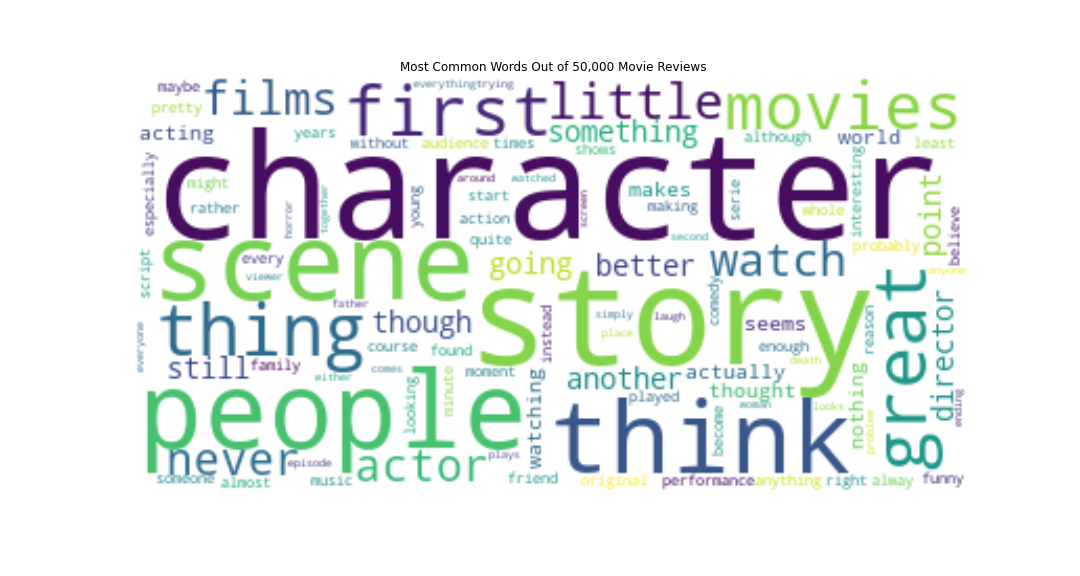 Most Common Words Out of 50,000 Movie Reviews
maybe
films
first
everything
trying
little
movies
pretty
acting
years
without
audience
times
something
shows
although
world
least
character
especially
might
rather
horror
together
young
around
watched
start
action
quite
screen
makes
making
second
serie
whole
interesting
probably
point
believe
anyone
script
scene
every
viewer
going
better
watch
story
great
everyone
thing
father
though
course
found
still
family
either
comes
moment
instead
simply
place
laugh
comedy
seems
enough
death
reason
director
ending
another
actually
played
thought
woman
looks
people
looking
minute
watching
think
become
nothing
problem
never
episode
actor
plays
someone
almost
music
friend
original
performance
anything
right
alway
funny